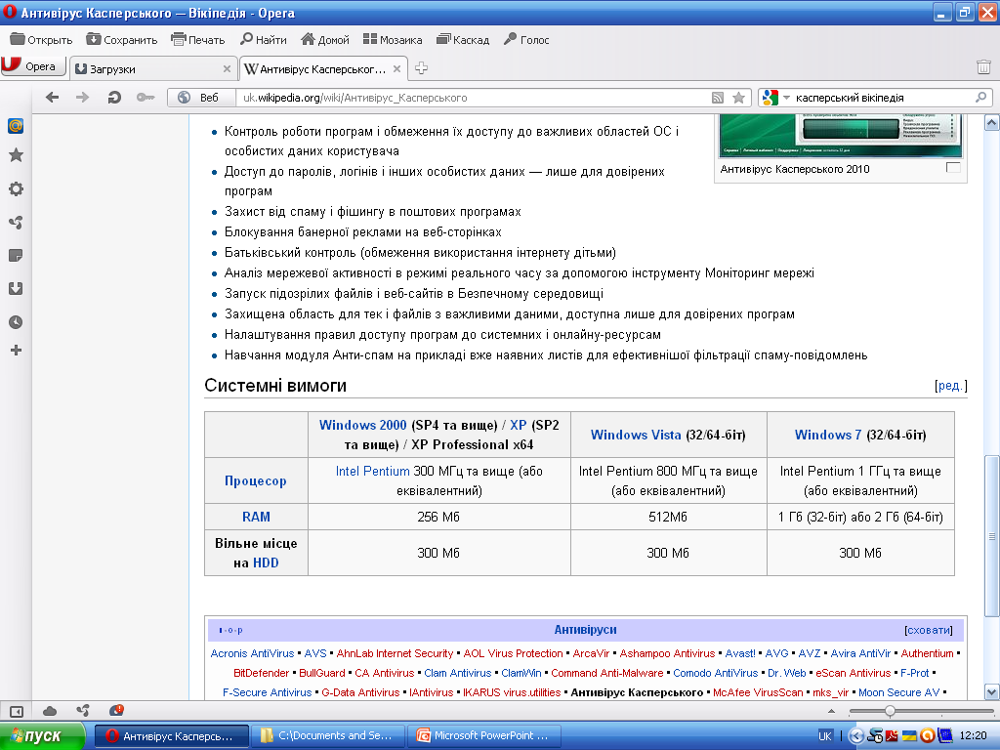 Антивірус Касперського — Вікіпедія - Opera
Открыть Сохранить Печать Найти Домой Мозаика Каскад Голос
Opera Загрузки Антивірус Касперськог...
Веб uk.wikipedia.org/wiki/Антивірус_Касперського касперський вікіпедія
Контроль роботи програм і обмеження їх доступу до важливих областей ОС і
особистих даних користувача
Доступ до паролів, логінів і інших особистих даних — лише для довірених
програм
Антивірус Касперського 2010
Захист від спаму і фішингу в поштових програмах
Блокування банерної реклами на веб-сторінках
Батьківський контроль (обмеження використання інтернету дітьми)
Аналіз мережевої активності в режимі реального часу за допомогою інструменту Моніторинг мережі
Запуск підозрілих файлів і веб-сайтів в Безпечному середовищі
Захищена область для тек і файлів з важливими даними, доступна лише для довірених програм
Налаштування правил доступу програм до системних і онлайну-ресурсам
Навчання модуля Анти-спам на прикладі вже наявних листів для ефективнішої фільтрації спаму-повідомлень
Системні вимоги [ред.]
Windows 2000 (SP4 та вище) / XP (SP2
та вище) / XP Professional x64
Windows Vista (32/64-біт)
Windows 7 (32/64-біт)
Процесор
Intel Pentium 300 МГц та вище (або
еквівалентний)
Intel Pentium 800 МГц та вище
(або еквівалентний)
Intel Pentium 1 ГГц та вище
(або еквівалентний)
RAM 256 Мб 512Мб 1 Гб (32-біт) або 2 Гб (64-біт)
Вільне місце
на HDD
300 Мб 300 Мб 300 Мб
Антивіруси [сховати]
Acronis AntiVirus ▪ AVS ▪ AhnLab Internet Security ▪ AOL Virus Protection ▪ ArcaVir ▪ Ashampoo Antivirus ▪ Avast! ▪ AVG ▪ AVZ ▪ Avira AntiVir ▪ Authentium ▪
BitDefender ▪ BullGuard ▪ CA Antivirus ▪ Clam Antivirus ▪ ClamWin ▪ Command Anti-Malware ▪ Comodo AntiVirus ▪ Dr. Web ▪ eScan Antivirus ▪ F-Prot ▪
F-Secure Antivirus ▪ G-Data Antivirus ▪ IAntivirus ▪ IKARUS virus.utilities ▪ Антивірус Касперського ▪ McAfee VirusScan ▪ mks_vir ▪ Moon Secure AV ▪
пуск Антивірус Касперсь... C:\Documents and Se... Microsoft PowerPoint ... UK 12:20